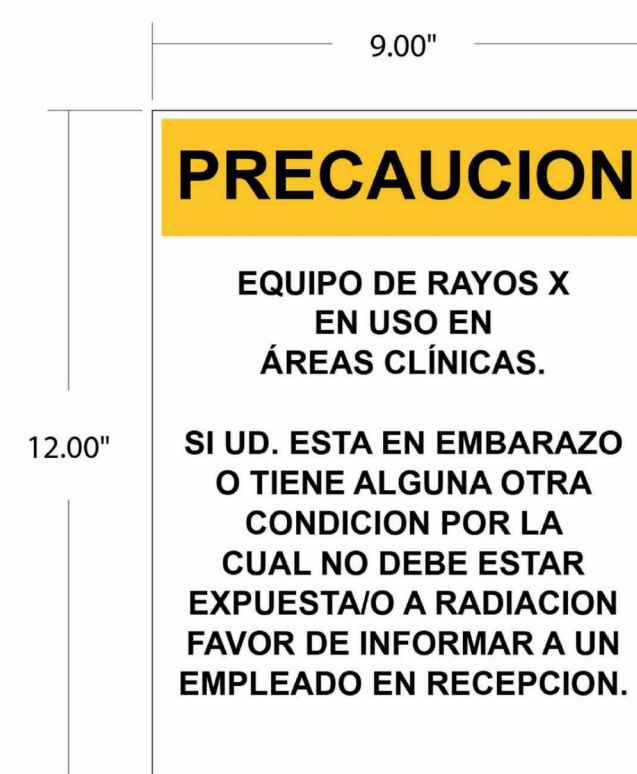 9.00"
PRECAUCION
EQUIPO DE RAYOS X
EN USO EN
ÁREAS CLÍNICAS.
12.00"
SI UD. ESTA EN EMBARAZO
O TIENE ALGUNA OTRA
CONDICION POR LA
CUAL NO DEBE ESTAR
EXPUESTA/O A RADIACION
FAVOR DE INFORMAR A UN
EMPLEADO EN RECEPCION.